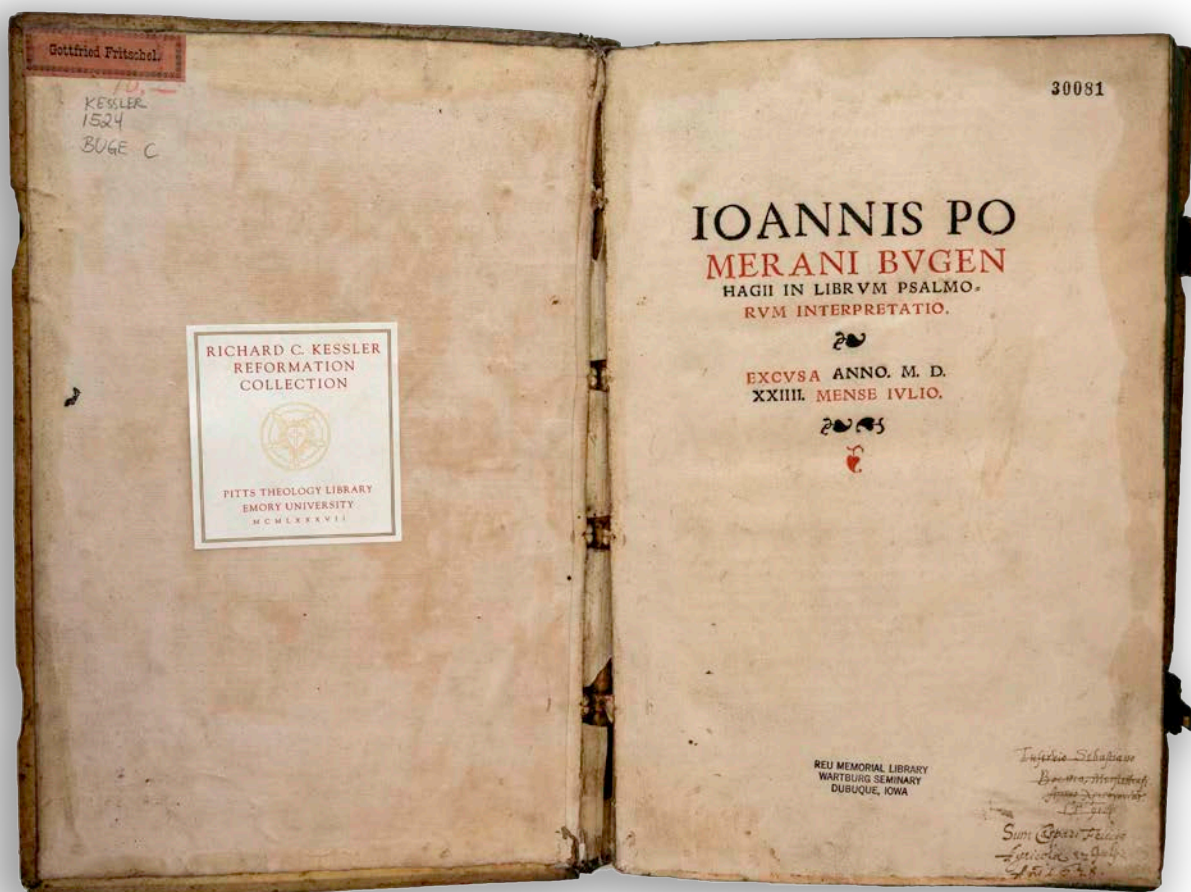 Gottfried Fritschel.
10,—
KESSLER
1524
BUGE C
RICHARD C. KESSLER
REFORMATION
COLLECTION
PITTS THEOLOGY LIBRARY
EMORY UNIVERSITY
MCMLXXXVII
30081
IOANNIS PO
MERANI BVGEN
HAGII IN LIBRVM PSALMO=
RVM INTERPRETATIO.
EXCVSA ANNO. M. D.
XXIIII. MENSE IVLIO.
REU MEMORIAL LIBRARY
WARTBURG SEMINARY
DUBUQUE, IOWA
Sum